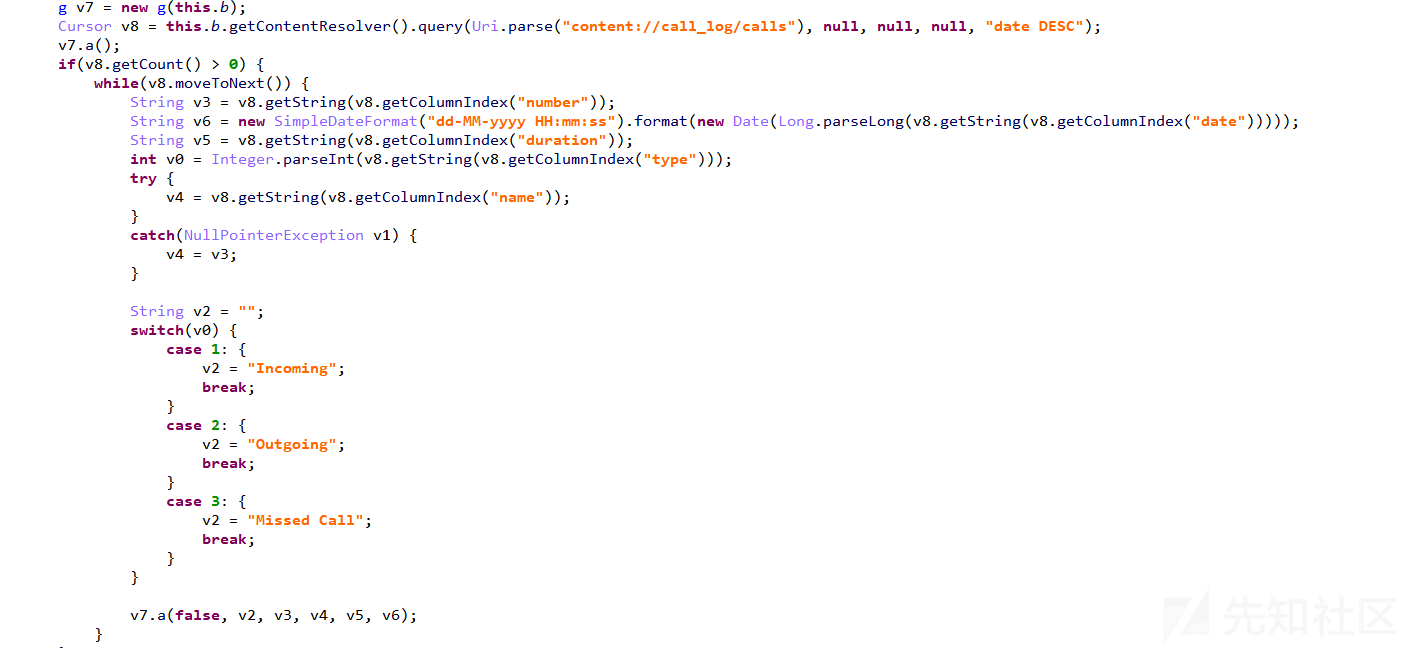 g v7 = new g(this.b);
Cursor v8 = this.b.getContentResolver().query(Uri.parse("content://call_log/calls"), null, null, null, "date DESC");
v7.a();
if(v8.getCount() > 0) {
    while(v8.moveToNext()) {
        String v3 = v8.getString(v8.getColumnIndex("number"));
        String v6 = new SimpleDateFormat("dd-MM-yyyy HH:mm:ss").format(new Date(Long.parseLong(v8.getString(v8.getColumnIndex("date")))));
        String v5 = v8.getString(v8.getColumnIndex("duration"));
        int v0 = Integer.parseInt(v8.getString(v8.getColumnIndex("type")));
        try {
            v4 = v8.getString(v8.getColumnIndex("name"));
        }
        catch(NullPointerException v1) {
            v4 = v3;
        }

        String v2 = "";
        switch(v0) {
            case 1: {
                v2 = "Incoming";
                break;
            }
            case 2: {
                v2 = "Outgoing";
                break;
            }
            case 3: {
                v2 = "Missed Call";
                break;
            }
        }

        v7.a(false, v2, v3, v4, v5, v6);
    }
先知社区